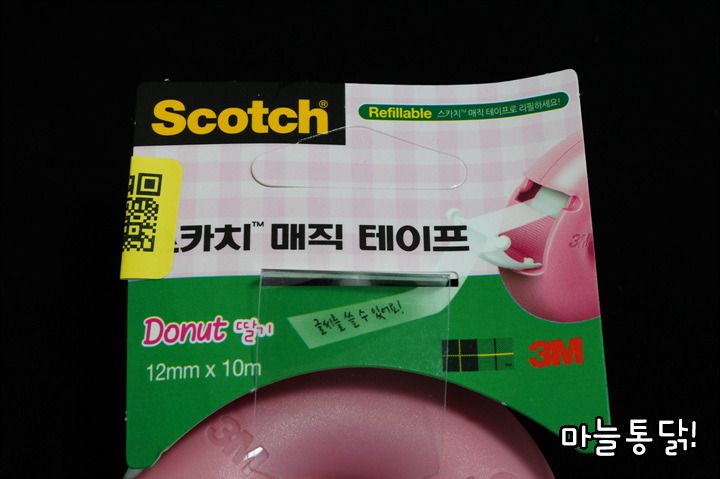 Scotch®
Refillable 스카치™ 매직 테이프로 리필하세요!
3M
스카치™ 매직 테이프
글씨를 쓸 수 있어요!
Donut 딸기
12mm x 10m
3M
3M
마늘통닭!